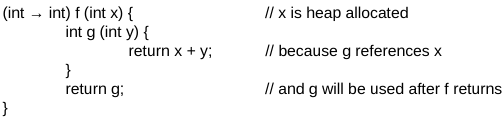 (int → int) f (int x) { // x is heap allocated
int g (int y) {
return x + y; // because g references x
}
return g; // and g will be used after f returns
}